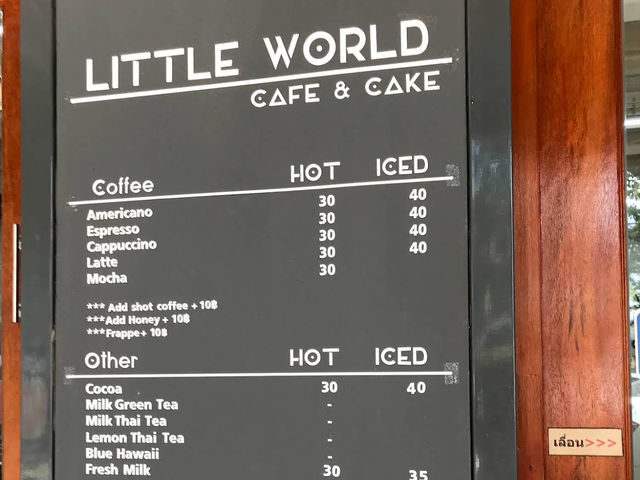 LITTLE WORLD
CAFE & CAKE
Coffee HOT ICED
Americano 30 40
Espresso 30 40
Cappuccino 30 40
Latte 30 40
Mocha 30
*** Add shot coffee + 10฿
***Add Honey + 10฿
***Frappe+ 10฿
Other HOT ICED
Cocoa 30 40
Milk Green Tea -
Milk Thai Tea -
Lemon Thai Tea -
Blue Hawaii -
Fresh Milk 30 35
เลื่อน>>>